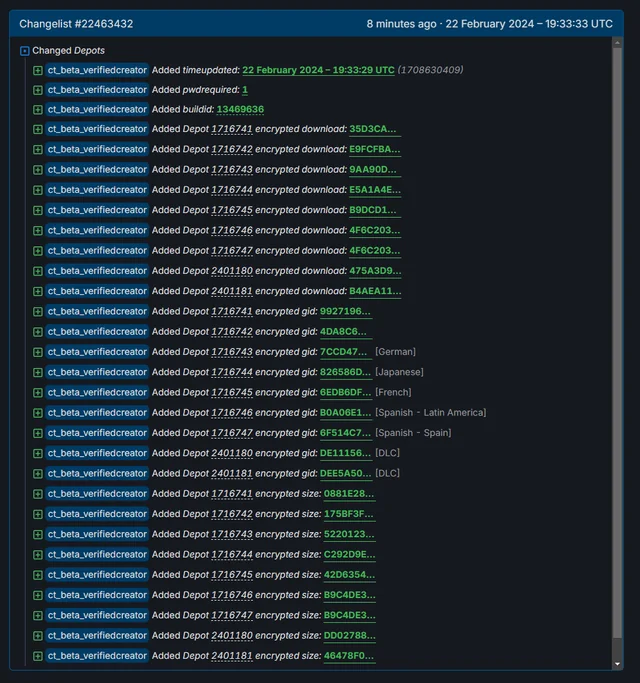 Changelist #22463432 8 minutes ago · 22 February 2024 – 19:33:33 UTC
Changed Depots
ct_beta_verifiedcreator Added timeupdated: 22 February 2024 – 19:33:29 UTC (1708630409)
ct_beta_verifiedcreator Added pwdrequired: 1
ct_beta_verifiedcreator Added buildid: 13469636
ct_beta_verifiedcreator Added Depot 1716741 encrypted download: 35D3CA...
ct_beta_verifiedcreator Added Depot 1716742 encrypted download: E9FCFBA...
ct_beta_verifiedcreator Added Depot 1716743 encrypted download: 9AA90D...
ct_beta_verifiedcreator Added Depot 1716744 encrypted download: E5A1A4E...
ct_beta_verifiedcreator Added Depot 1716745 encrypted download: B9DCD1...
ct_beta_verifiedcreator Added Depot 1716746 encrypted download: 4F6C203...
ct_beta_verifiedcreator Added Depot 1716747 encrypted download: 4F6C203...
ct_beta_verifiedcreator Added Depot 2401180 encrypted download: 475A3D9...
ct_beta_verifiedcreator Added Depot 2401181 encrypted download: B4AEA11...
ct_beta_verifiedcreator Added Depot 1716741 encrypted gid: 9927196...
ct_beta_verifiedcreator Added Depot 1716742 encrypted gid: 4DA8C6...
ct_beta_verifiedcreator Added Depot 1716743 encrypted gid: 7CCD47... [German]
ct_beta_verifiedcreator Added Depot 1716744 encrypted gid: 826586D... [Japanese]
ct_beta_verifiedcreator Added Depot 1716745 encrypted gid: 6EDB6DF... [French]
ct_beta_verifiedcreator Added Depot 1716746 encrypted gid: B0A06E1... [Spanish - Latin America]
ct_beta_verifiedcreator Added Depot 1716747 encrypted gid: 6F514C7... [Spanish - Spain]
ct_beta_verifiedcreator Added Depot 2401180 encrypted gid: DE11156... [DLC]
ct_beta_verifiedcreator Added Depot 2401181 encrypted gid: DEE5A50... [DLC]
ct_beta_verifiedcreator Added Depot 1716741 encrypted size: 0881E28...
ct_beta_verifiedcreator Added Depot 1716742 encrypted size: 175BF3F...
ct_beta_verifiedcreator Added Depot 1716743 encrypted size: 5220123...
ct_beta_verifiedcreator Added Depot 1716744 encrypted size: C292D9E...
ct_beta_verifiedcreator Added Depot 1716745 encrypted size: 42D6354...
ct_beta_verifiedcreator Added Depot 1716746 encrypted size: B9C4DE3...
ct_beta_verifiedcreator Added Depot 1716747 encrypted size: B9C4DE3...
ct_beta_verifiedcreator Added Depot 2401180 encrypted size: DD02788...
ct_beta_verifiedcreator Added Depot 2401181 encrypted size: 46478F0...